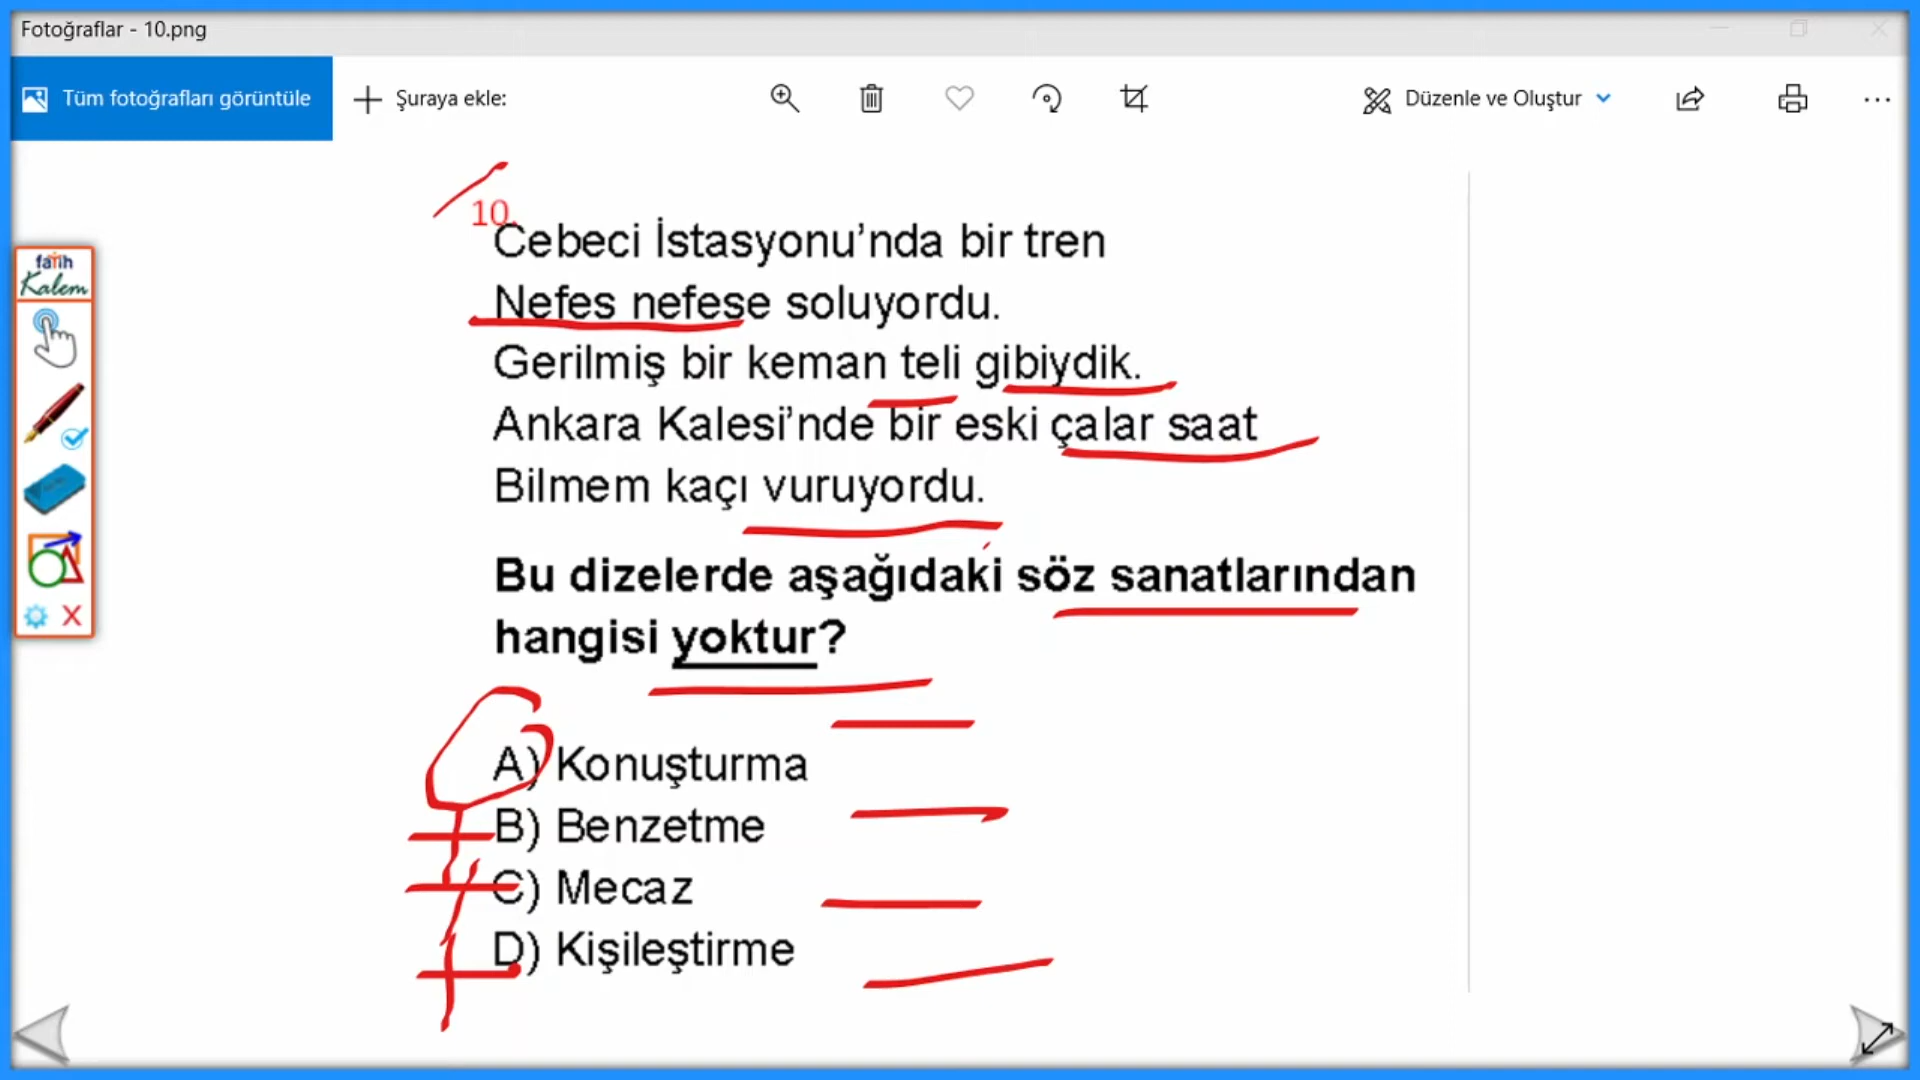 Fotoğraflar - 10.png
Tüm fotoğrafları görüntüle
Şuraya ekle:
Düzenle ve Oluştur
fatih
Kalem
10.
Cebeci İstasyonu’nda bir tren
Nefes nefese soluyordu.
Gerilmiş bir keman teli gibiydik.
Ankara Kalesi’nde bir eski çalar saat
Bilmem kaçı vuruyordu.
Bu dizelerde aşağıdaki söz sanatlarından
hangisi yoktur?
A) Konuşturma
B) Benzetme
C) Mecaz
D) Kişileştirme